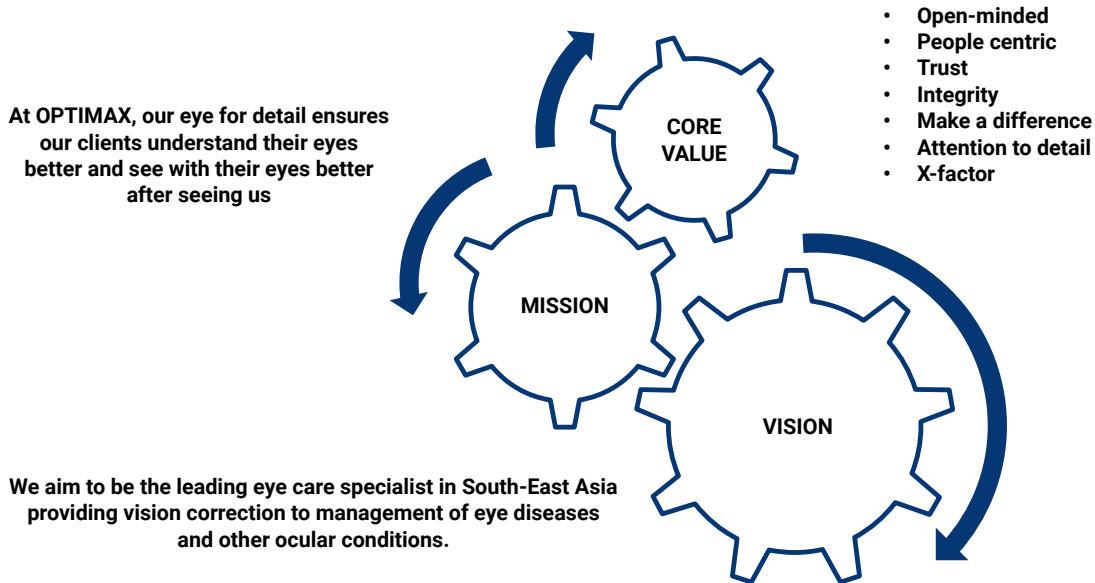 • Open-minded
• People centric
• Trust
• Integrity
• Make a difference
• Attention to detail
• X-factor
CORE
VALUE
At OPTIMAX, our eye for detail ensures
our clients understand their eyes
better and see with their eyes better
after seeing us
MISSION
VISION
We aim to be the leading eye care specialist in South-East Asia
providing vision correction to management of eye diseases
and other ocular conditions.